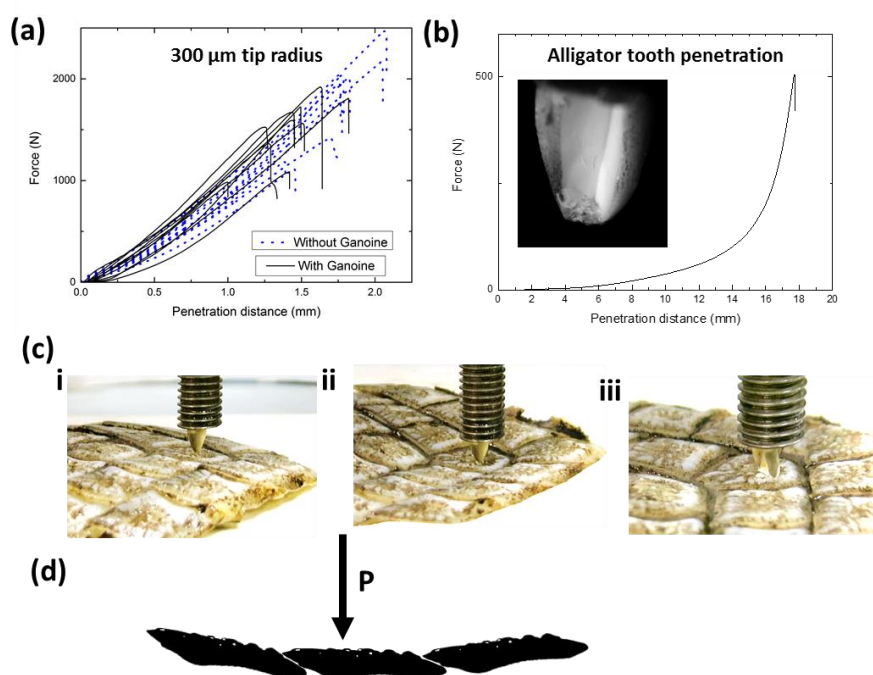 (a)
300 μm tip radius
2000
1000
0
Force (N)
Without Ganoine
With Ganoine
0.0 0.5 1.0 1.5 2.0
Penetration distance (mm)
(b)
Alligator tooth penetration
500
0
Force (N)
0 2 4 6 8 10 12 14 16 18 20
Penetration distance (mm)
(c)
i
ii
iii
(d)
P